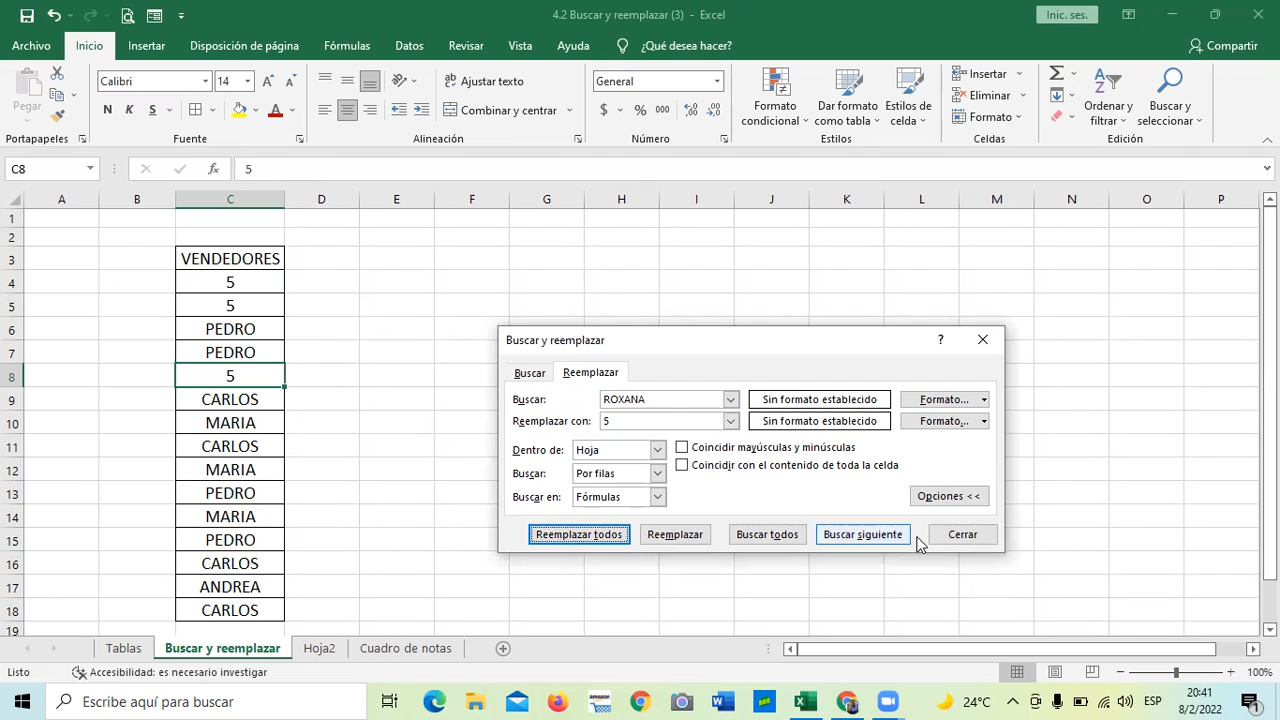 4.2 Buscar y reemplazar (3) - Excel
Inic. ses.
Archivo Inicio Insertar Disposición de página Fórmulas Datos Revisar Vista Ayuda ¿Qué desea hacer? Compartir
Pegar
Calibri 14
N K S
Ajustar texto
Combinar y centrar
General
$ % 000
Formato condicional
Dar formato como tabla
Estilos de celda
Insertar
Eliminar
Formato
Ordenar y filtrar
Buscar y seleccionar
Portapapeles Fuente Alineación Número Estilos Celdas Edición
C8 fx 5
A B C D E F G H I J K L M N O P
1
2
3 VENDEDORES
4 5
5 5
6 PEDRO
7 PEDRO
8 5
9 CARLOS
10 MARIA
11 CARLOS
12 MARIA
13 PEDRO
14 MARIA
15 PEDRO
16 CARLOS
17 ANDREA
18 CARLOS
19
Buscar y reemplazar ?
Buscar Reemplazar
Buscar: ROXANA Sin formato establecido Formato...
Reemplazar con: 5 Sin formato establecido Formato...
Dentro de: Hoja Coincidir mayúsculas y minúsculas
Buscar: Por filas Coincidir con el contenido de toda la celda
Buscar en: Fórmulas Opciones <<
Reemplazar todos Reemplazar Buscar todos Buscar siguiente Cerrar
Tablas Buscar y reemplazar Hoja2 Cuadro de notas
Listo Accesibilidad: es necesario investigar 100%
Escribe aquí para buscar 24°C ESP 20:41
8/2/2022